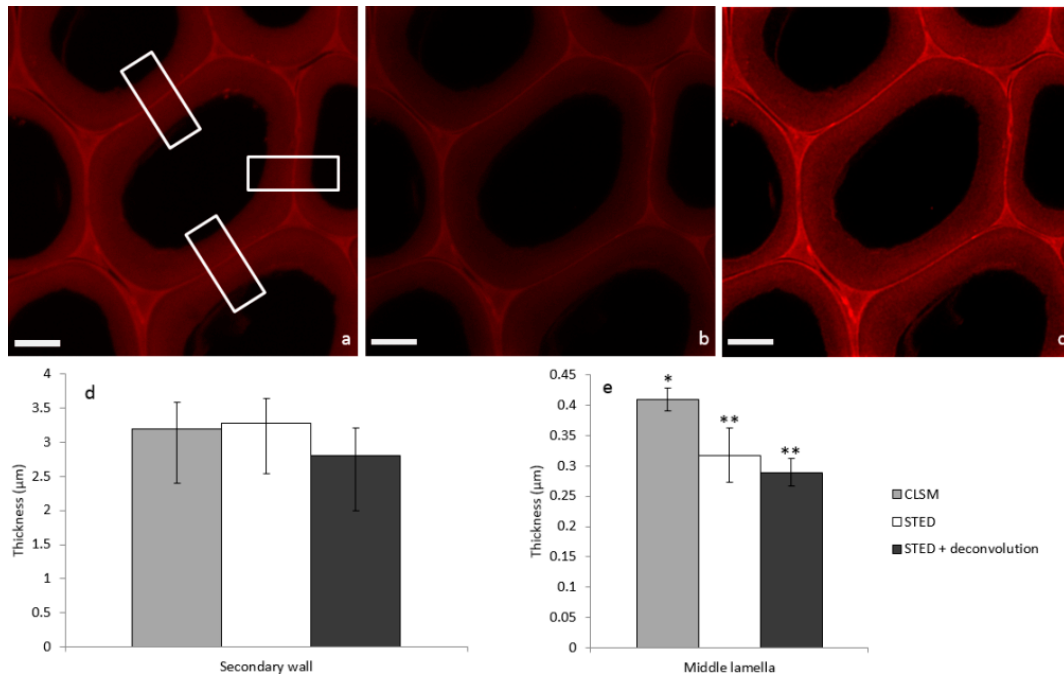 a
b
c
d
4
3.5
3
2.5
2
1.5
1
0.5
0
Thickness (µm)
Secondary wall
e
0.45
0.4
0.35
0.3
0.25
0.2
0.15
0.1
0.05
0
Thickness (µm)
*
**
**
Middle lamella
CLSM
STED
STED + deconvolution